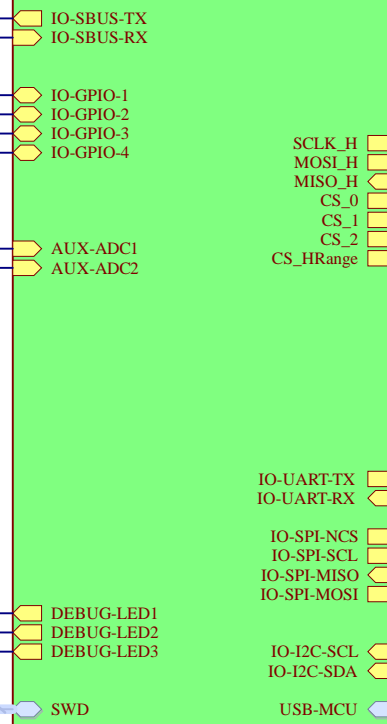 IO-SBUS-TX
IO-SBUS-RX
IO-GPIO-1
IO-GPIO-2
IO-GPIO-3
IO-GPIO-4
AUX-ADC1
AUX-ADC2
DEBUG-LED1
DEBUG-LED2
DEBUG-LED3
SWD
SCLK_H
MOSI_H
MISO_H
CS_0
CS_1
CS_2
CS_HRange
IO-UART-TX
IO-UART-RX
IO-SPI-NCS
IO-SPI-SCL
IO-SPI-MISO
IO-SPI-MOSI
IO-I2C-SCL
IO-I2C-SDA
USB-MCU